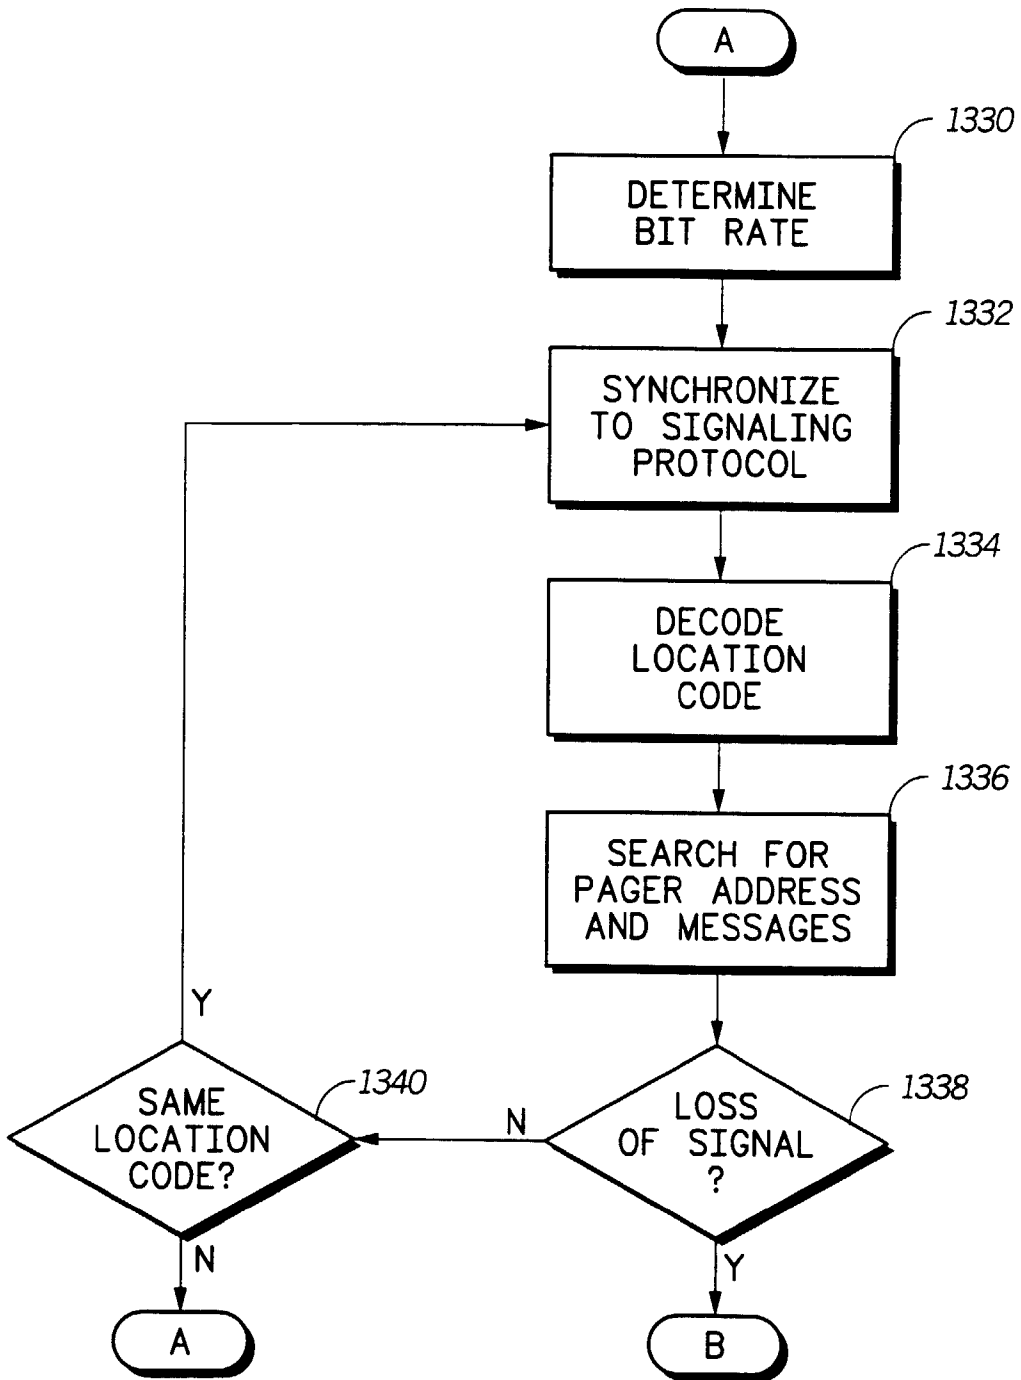 A
1330
DETERMINE
BIT RATE
1332
SYNCHRONIZE
TO SIGNALING
PROTOCOL
1334
DECODE
LOCATION
CODE
1336
SEARCH FOR
PAGER ADDRESS
AND MESSAGES
Y
1340
SAME
LOCATION
CODE?
N
1338
LOSS
OF SIGNAL
?
N
Y
A
B